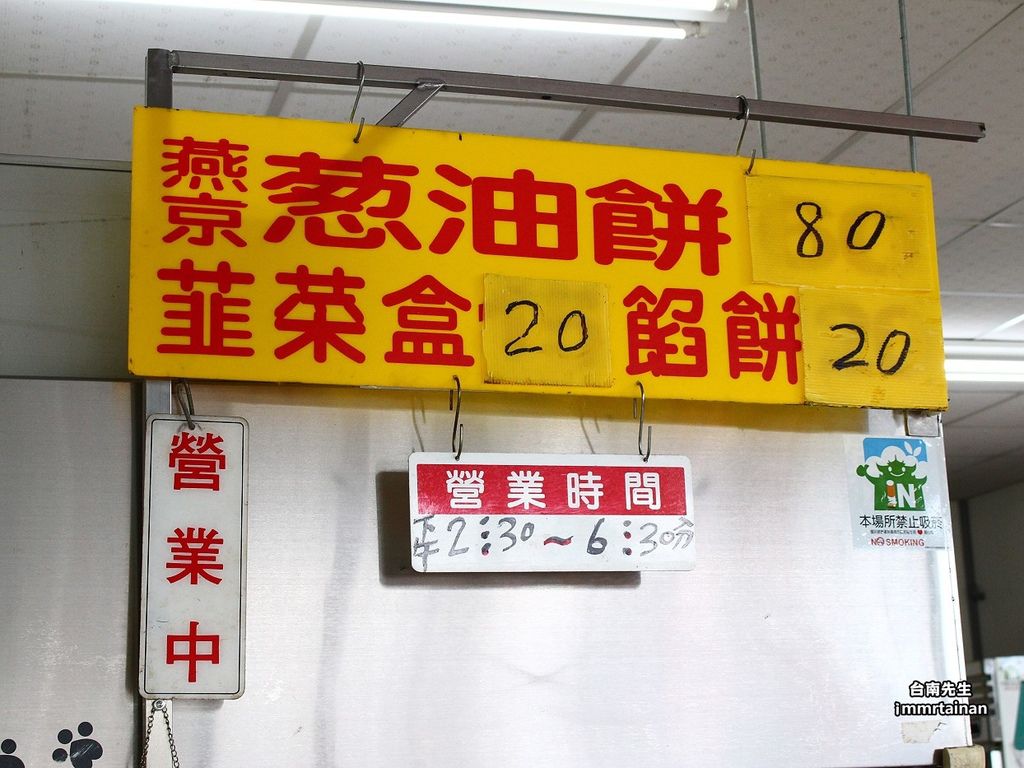 燕京葱油餅 80
韮菜盒 20 餡餅 20
營業中
營業時間
下午2:30～6:30分
iN
本場所禁止吸菸
NO SMOKING
台南先生
jmmrtainan